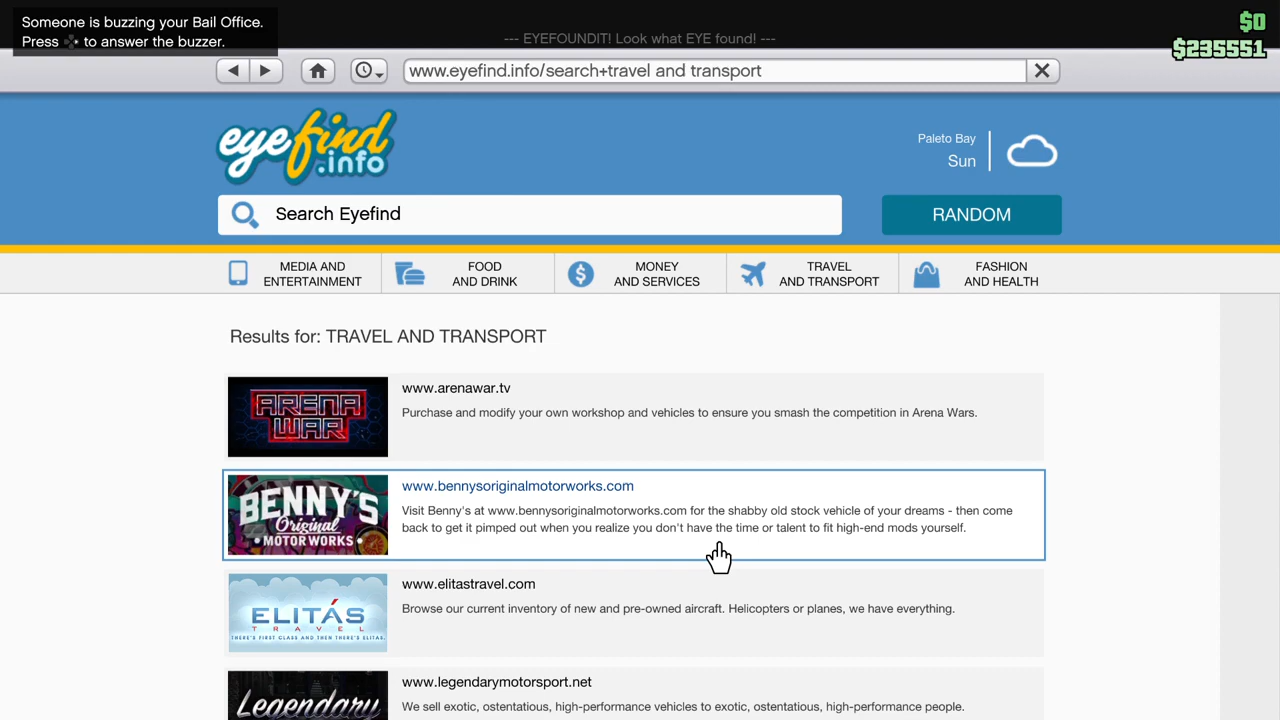 Someone is buzzing your Bail Office.
Press to answer the buzzer.
--- EYEFOUNDIT! Look what EYE found! ---
$0
$235551
www.eyefind.info/search+travel and transport
eyefind
.info
Paleto Bay
Sun
Search Eyefind
RANDOM
MEDIA AND
ENTERTAINMENT
FOOD
AND DRINK
MONEY
AND SERVICES
TRAVEL
AND TRANSPORT
FASHION
AND HEALTH
Results for: TRAVEL AND TRANSPORT
ARENA
WAR
www.arenawar.tv
Purchase and modify your own workshop and vehicles to ensure you smash the competition in Arena Wars.
BENNY'S
Original
MOTOR WORKS
www.bennysoriginalmotorworks.com
Visit Benny's at www.bennysoriginalmotorworks.com for the shabby old stock vehicle of your dreams - then come
back to get it pimped out when you realize you don't have the time or talent to fit high-end mods yourself.
ELITÁS
TRAVEL
THERE'S FIRST CLASS AND THEN THERE'S ELITAS.
www.elitastravel.com
Browse our current inventory of new and pre-owned aircraft. Helicopters or planes, we have everything.
Legendary
www.legendarymotorsport.net
We sell exotic, ostentatious, high-performance vehicles to exotic, ostentatious, high-performance people.